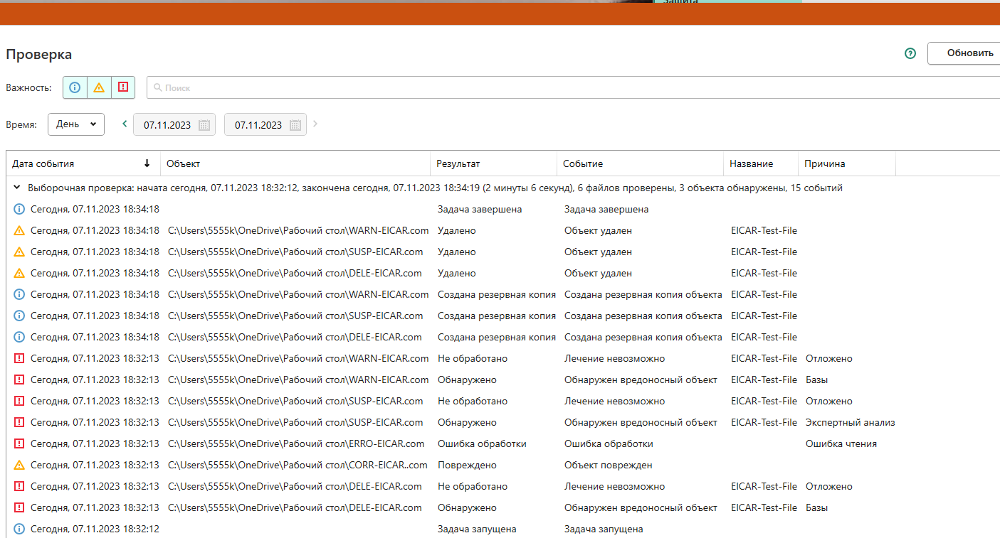 Защита
Проверка
Обновить
Важность:
Поиск
Время: День 07.11.2023 07.11.2023
Дата события Объект Результат Событие Название Причина
Выборочная проверка: начата сегодня, 07.11.2023 18:32:12, закончена сегодня, 07.11.2023 18:34:19 (2 минуты 6 секунд), 6 файлов проверены, 3 объекта обнаружены, 15 событий
Сегодня, 07.11.2023 18:34:18 Задача завершена Задача завершена
Сегодня, 07.11.2023 18:34:18 C:\Users\5555k\OneDrive\Рабочий стол\WARN-EICAR.com Удалено Объект удален EICAR-Test-File
Сегодня, 07.11.2023 18:34:18 C:\Users\5555k\OneDrive\Рабочий стол\SUSP-EICAR.com Удалено Объект удален EICAR-Test-File
Сегодня, 07.11.2023 18:34:18 C:\Users\5555k\OneDrive\Рабочий стол\DELE-EICAR.com Удалено Объект удален EICAR-Test-File
Сегодня, 07.11.2023 18:34:18 C:\Users\5555k\OneDrive\Рабочий стол\WARN-EICAR.com Создана резервная копия Создана резервная копия объекта EICAR-Test-File
Сегодня, 07.11.2023 18:34:18 C:\Users\5555k\OneDrive\Рабочий стол\SUSP-EICAR.com Создана резервная копия Создана резервная копия объекта EICAR-Test-File
Сегодня, 07.11.2023 18:34:18 C:\Users\5555k\OneDrive\Рабочий стол\DELE-EICAR.com Создана резервная копия Создана резервная копия объекта EICAR-Test-File
Сегодня, 07.11.2023 18:32:13 C:\Users\5555k\OneDrive\Рабочий стол\WARN-EICAR.com Не обработано Лечение невозможно EICAR-Test-File Отложено
Сегодня, 07.11.2023 18:32:13 C:\Users\5555k\OneDrive\Рабочий стол\WARN-EICAR.com Обнаружено Обнаружен вредоносный объект EICAR-Test-File Базы
Сегодня, 07.11.2023 18:32:13 C:\Users\5555k\OneDrive\Рабочий стол\SUSP-EICAR.com Не обработано Лечение невозможно EICAR-Test-File Отложено
Сегодня, 07.11.2023 18:32:13 C:\Users\5555k\OneDrive\Рабочий стол\SUSP-EICAR.com Обнаружено Обнаружен вредоносный объект EICAR-Test-File Экспертный анализ
Сегодня, 07.11.2023 18:32:13 C:\Users\5555k\OneDrive\Рабочий стол\ERRO-EICAR.com Ошибка обработки Ошибка обработки Ошибка чтения
Сегодня, 07.11.2023 18:32:13 C:\Users\5555k\OneDrive\Рабочий стол\CORR-EICAR..com Повреждено Объект поврежден
Сегодня, 07.11.2023 18:32:13 C:\Users\5555k\OneDrive\Рабочий стол\DELE-EICAR.com Не обработано Лечение невозможно EICAR-Test-File Отложено
Сегодня, 07.11.2023 18:32:13 C:\Users\5555k\OneDrive\Рабочий стол\DELE-EICAR.com Обнаружено Обнаружен вредоносный объект EICAR-Test-File Базы
Сегодня, 07.11.2023 18:32:12 Задача запущена Задача запущена